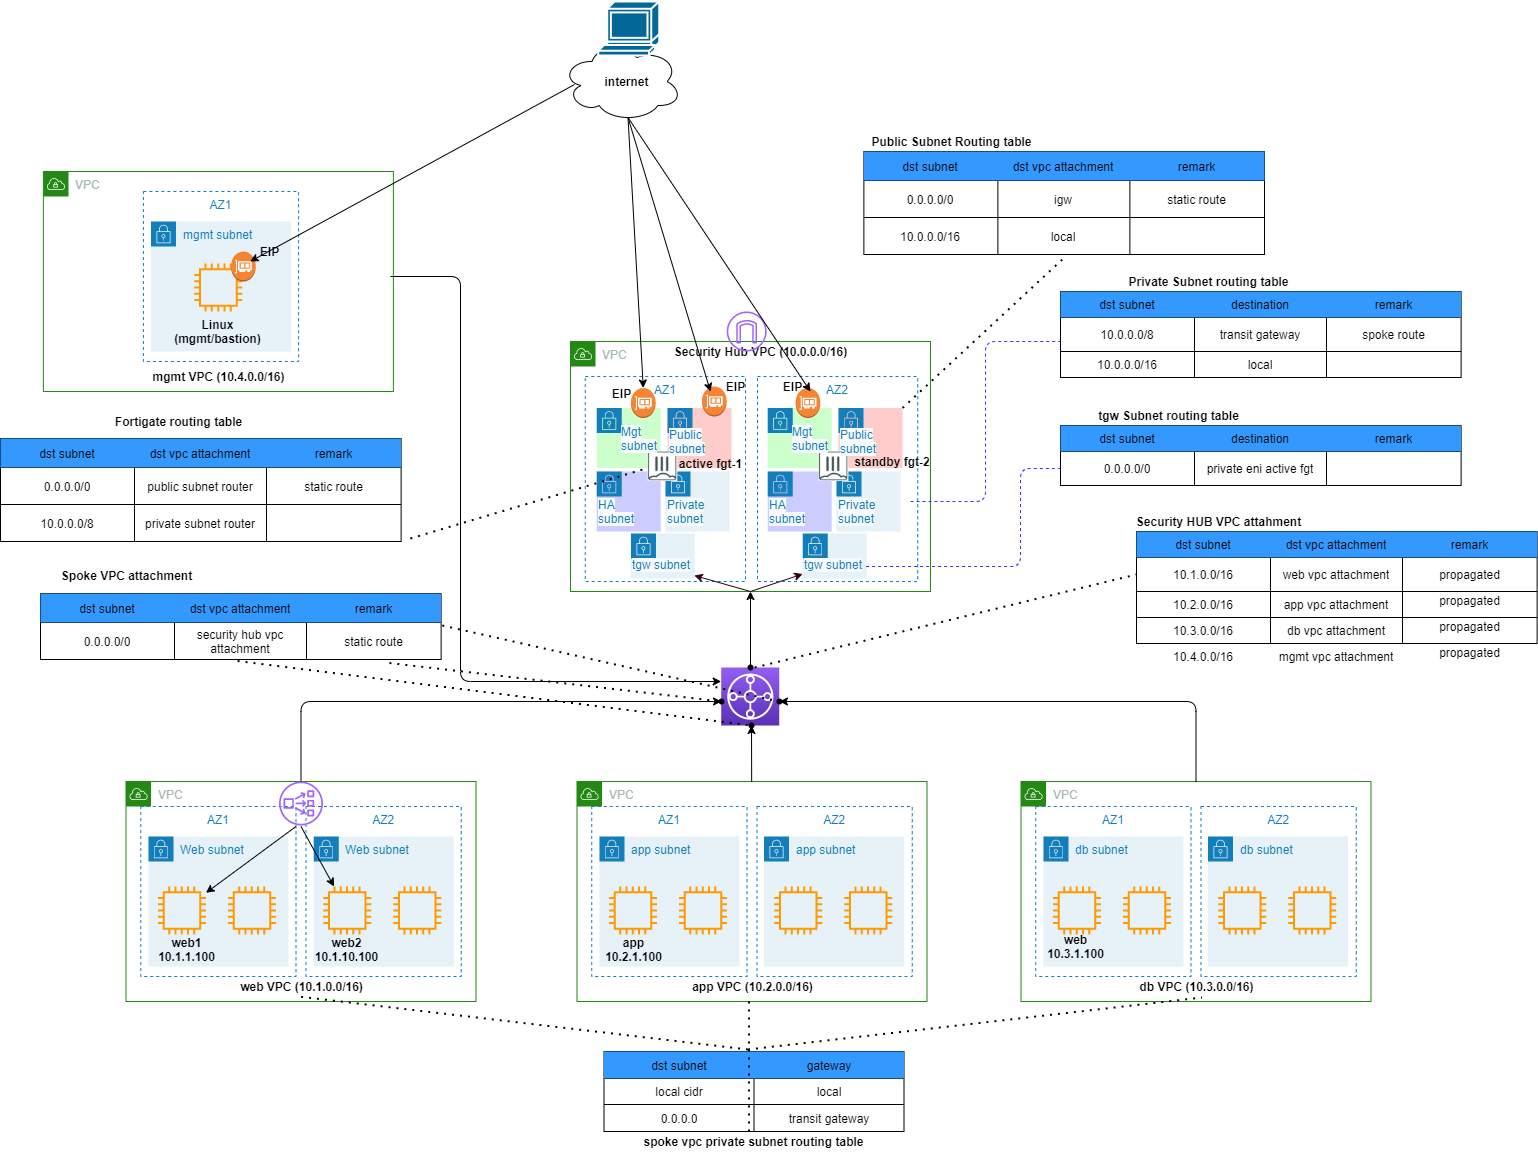 internet
Public Subnet Routing table
dst subnet dst vpc attachment remark
0.0.0.0/0 igw static route
10.0.0.0/16 local
VPC
AZ1
mgmt subnet
EIP
Linux
(mgmt/bastion)
mgmt VPC (10.4.0.0/16)
Private Subnet routing table
dst subnet destination remark
10.0.0.0/8 transit gateway spoke route
10.0.0.0/16 local
VPC
Security Hub VPC (10.0.0.0/16)
EIP
AZ1
EIP
Mgt
subnet
Public
subnet
active fgt-1
HA
subnet
Private
subnet
tgw subnet
EIP
AZ2
Mgt
subnet
Public
subnet
standby fgt-2
HA
subnet
Private
subnet
tgw subnet
Fortigate routing table
dst subnet dst vpc attachment remark
0.0.0.0/0 public subnet router static route
10.0.0.0/8 private subnet router
tgw Subnet routing table
dst subnet destination remark
0.0.0.0/0 private eni active fgt
Security HUB VPC attahment
dst subnet dst vpc attachment remark
10.1.0.0/16 web vpc attachment propagated
10.2.0.0/16 app vpc attachment propagated
10.3.0.0/16 db vpc attachment propagated
10.4.0.0/16 mgmt vpc attachment propagated
Spoke VPC attachment
dst subnet dst vpc attachment remark
0.0.0.0/0 security hub vpc
attachment static route
VPC
AZ1
Web subnet
web1
10.1.1.100
AZ2
Web subnet
web2
10.1.10.100
web VPC (10.1.0.0/16)
VPC
AZ1
app subnet
app
10.2.1.100
AZ2
app subnet
app VPC (10.2.0.0/16)
VPC
AZ1
db subnet
web
10.3.1.100
AZ2
db subnet
db VPC (10.3.0.0/16)
dst subnet gateway
local cidr local
0.0.0.0 transit gateway
spoke vpc private subnet routing table